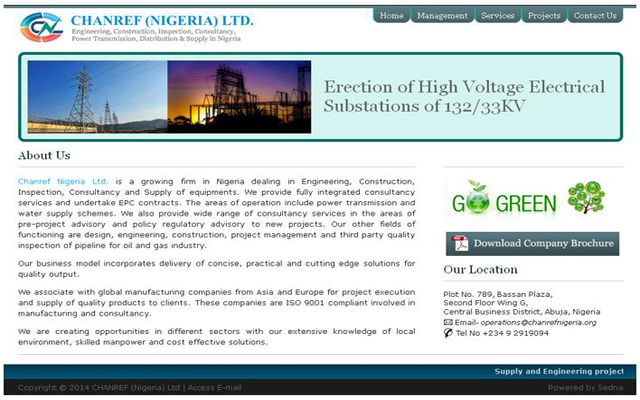 CHANREF (NIGERIA) LTD.
Engineering, Construction, Inspection, Consultancy,
Power Transmission, Distribution & Supply in Nigeria
Home Management Services Projects Contact Us
Erection of High Voltage Electrical
Substations of 132/33KV
About Us
Chanref Nigeria Ltd. is a growing firm in Nigeria dealing in Engineering, Construction,
Inspection, Consultancy and Supply of equipments. We provide fully integrated consultancy
services and undertake EPC contracts. The areas of operation include power transmission and
water supply schemes. We also provide wide range of consultancy services in the areas of
pre-project advisory and policy regulatory advisory to new projects. Our other fields of
functioning are design, engineering, construction, project management and third party quality
inspection of pipeline for oil and gas industry.
Our business model incorporates delivery of concise, practical and cutting edge solutions for
quality output.
We associate with global manufacturing companies from Asia and Europe for project execution
and supply of quality products to clients. These companies are ISO 9001 compliant involved in
manufacturing and consultancy.
We are creating opportunities in different sectors with our extensive knowledge of local
environment, skilled manpower and cost effective solutions.
GO GREEN
Download Company Brochure
Our Location
Plot No. 789, Bassan Plaza,
Second Floor Wing G,
Central Business District, Abuja, Nigeria
Email- operations@chanrefnigeria.org
Tel No +234 9 2919094
Supply and Engineering project
Copyright © 2014 CHANREF (Nigeria) Ltd | Access E-mail
Powered by Sedna